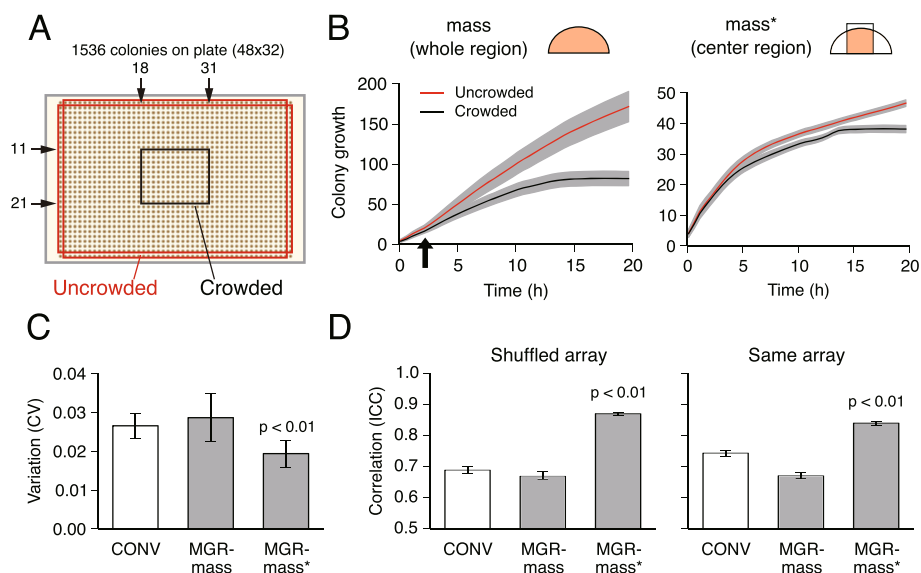 A
1536 colonies on plate (48x32)
18 31
11
21
Uncrowded Crowded
B
mass
(whole region)
mass*
(center region)
Uncrowded
Crowded
Colony growth
200
150
100
50
0
0 5 10 15 20
Time (h)
50
40
30
20
10
0
0 5 10 15 20
Time (h)
C
Variation (CV)
0.04
0.03
0.02
0.01
0.00
p < 0.01
CONV MGR- MGR-
mass mass*
D
Shuffled array
Correlation (ICC)
1.0
0.9
0.8
0.7
0.6
0.5
p < 0.01
CONV MGR- MGR-
mass mass*
Same array
p < 0.01
CONV MGR- MGR-
mass mass*